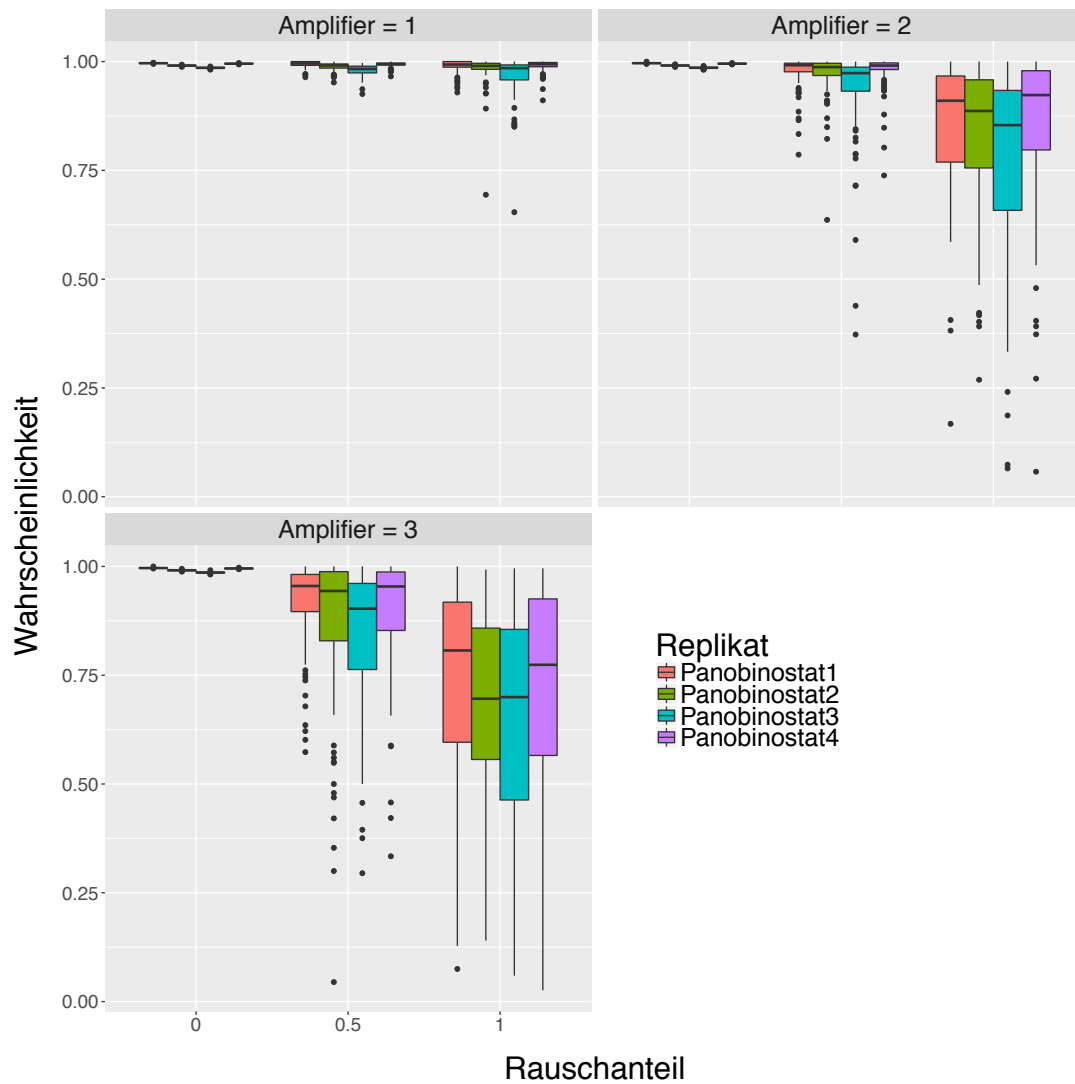 Amplifier = 1
Amplifier = 2
1.00
0.75
0.50
0.25
0.00
Amplifier = 3
1.00
0.75
0.50
0.25
0.00
0
0.5
1
Wahrscheinlichkeit
Rauschanteil
Replikat
Panobinostat1
Panobinostat2
Panobinostat3
Panobinostat4